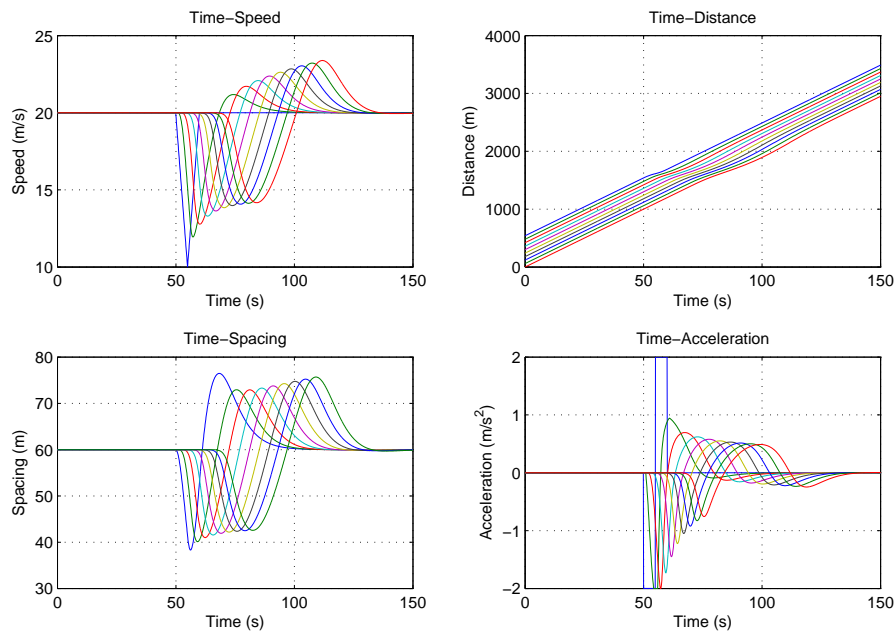 Time−Speed
25
20
15
10
Speed (m/s)
0 50 100 150
Time (s)
Time−Distance
4000
3000
2000
1000
0
Distance (m)
0 50 100 150
Time (s)
Time−Spacing
80
70
60
50
40
30
Spacing (m)
0 50 100 150
Time (s)
Time−Acceleration
2
1
0
−1
−2
Acceleration (m/s²)
0 50 100 150
Time (s)